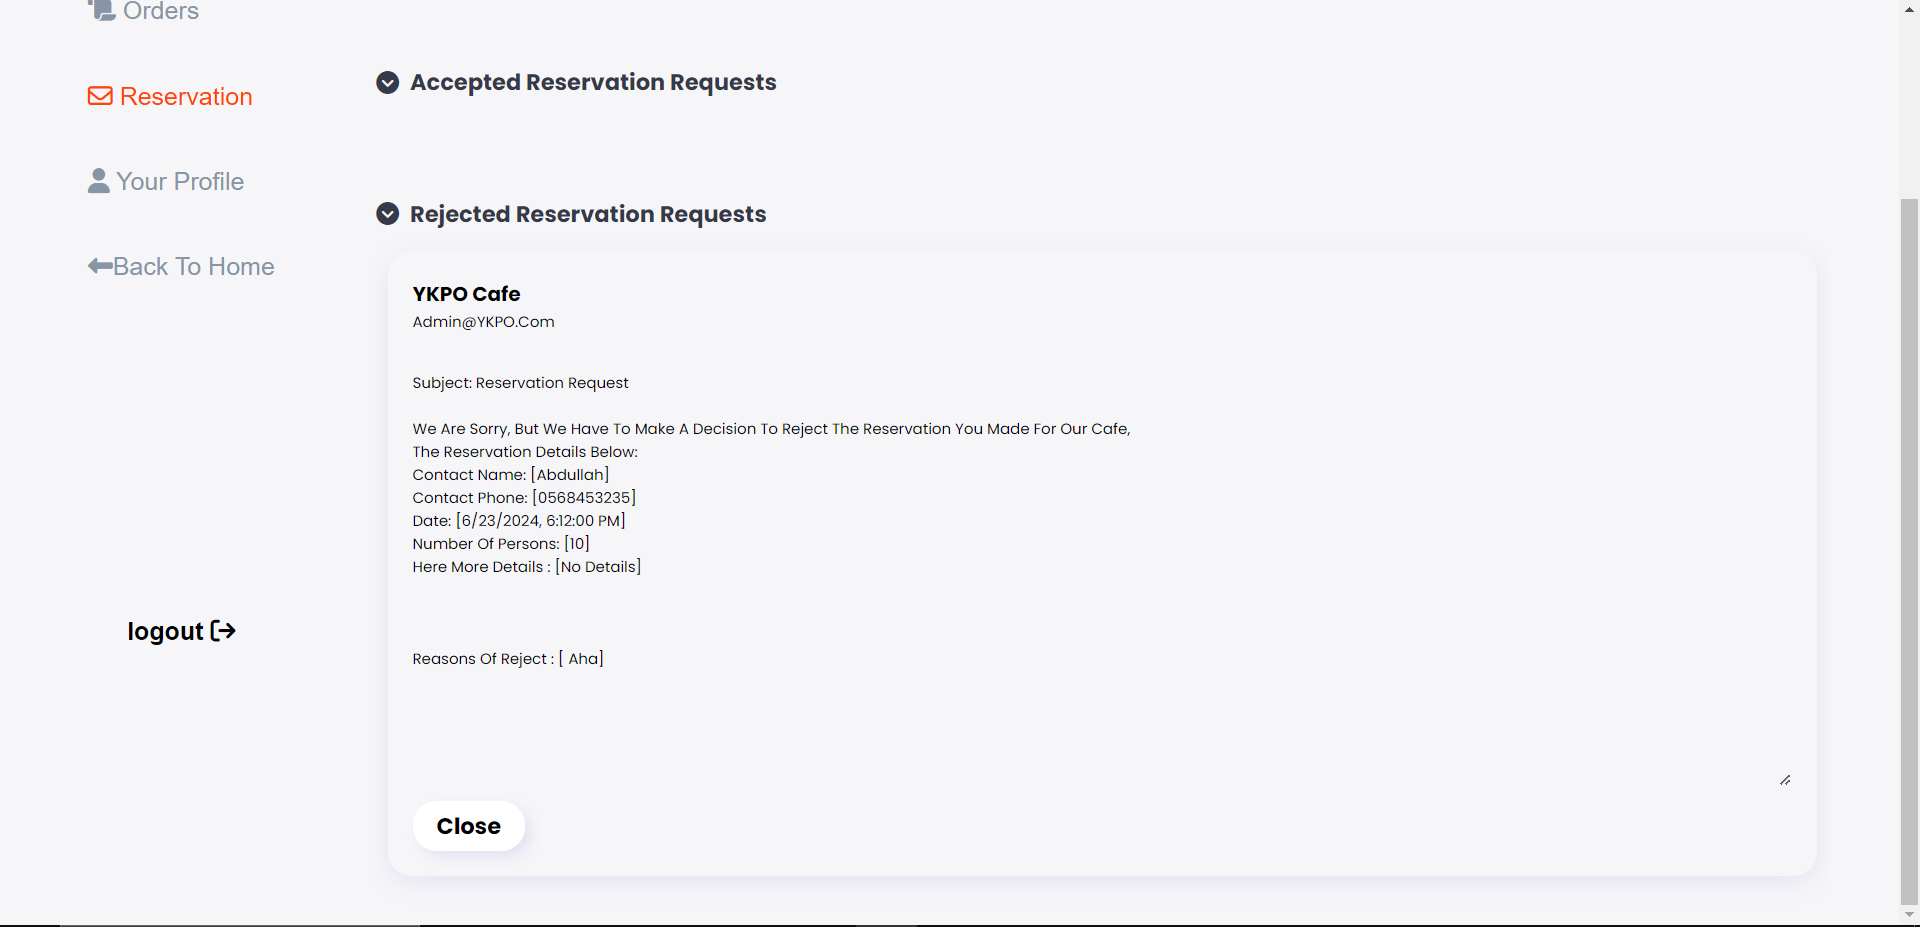 Orders
Reservation
Your Profile
Back To Home
logout
Accepted Reservation Requests
Rejected Reservation Requests
YKPO Cafe
Admin@YKPO.Com
Subject: Reservation Request
We Are Sorry, But We Have To Make A Decision To Reject The Reservation You Made For Our Cafe,
The Reservation Details Below:
Contact Name: [Abdullah]
Contact Phone: [0568453235]
Date: [6/23/2024, 6:12:00 PM]
Number Of Persons: [10]
Here More Details : [No Details]
Reasons Of Reject : [ Aha]
Close